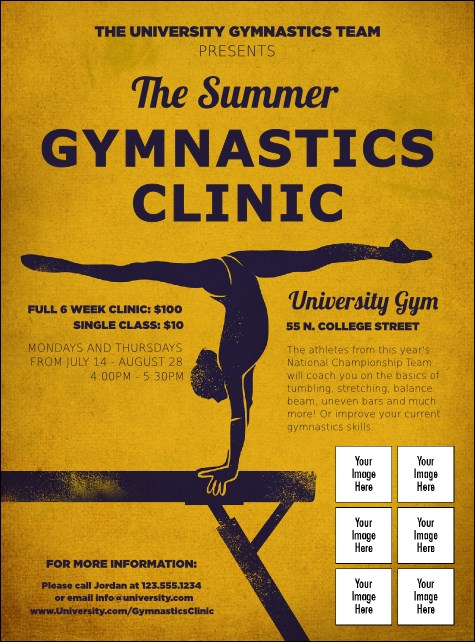 THE UNIVERSITY GYMNASTICS TEAM
PRESENTS
The Summer
GYMNASTICS
CLINIC
FULL 6 WEEK CLINIC: $100
SINGLE CLASS: $10
MONDAYS AND THURSDAYS
FROM JULY 14 - AUGUST 28
4:00PM - 5:30PM
University Gym
55 N. COLLEGE STREET
The athletes from this year's
National Championship Team
will coach you on the basics of
tumbling, stretching, balance
beam, uneven bars and much
more! Or improve your current
gymnastics skills.
Your
Image
Here
Your
Image
Here
Your
Image
Here
Your
Image
Here
Your
Image
Here
Your
Image
Here
FOR MORE INFORMATION:
Please call Jordan at 123.555.1234
or email info@university.com
www.University.com/GymnasticsClinic